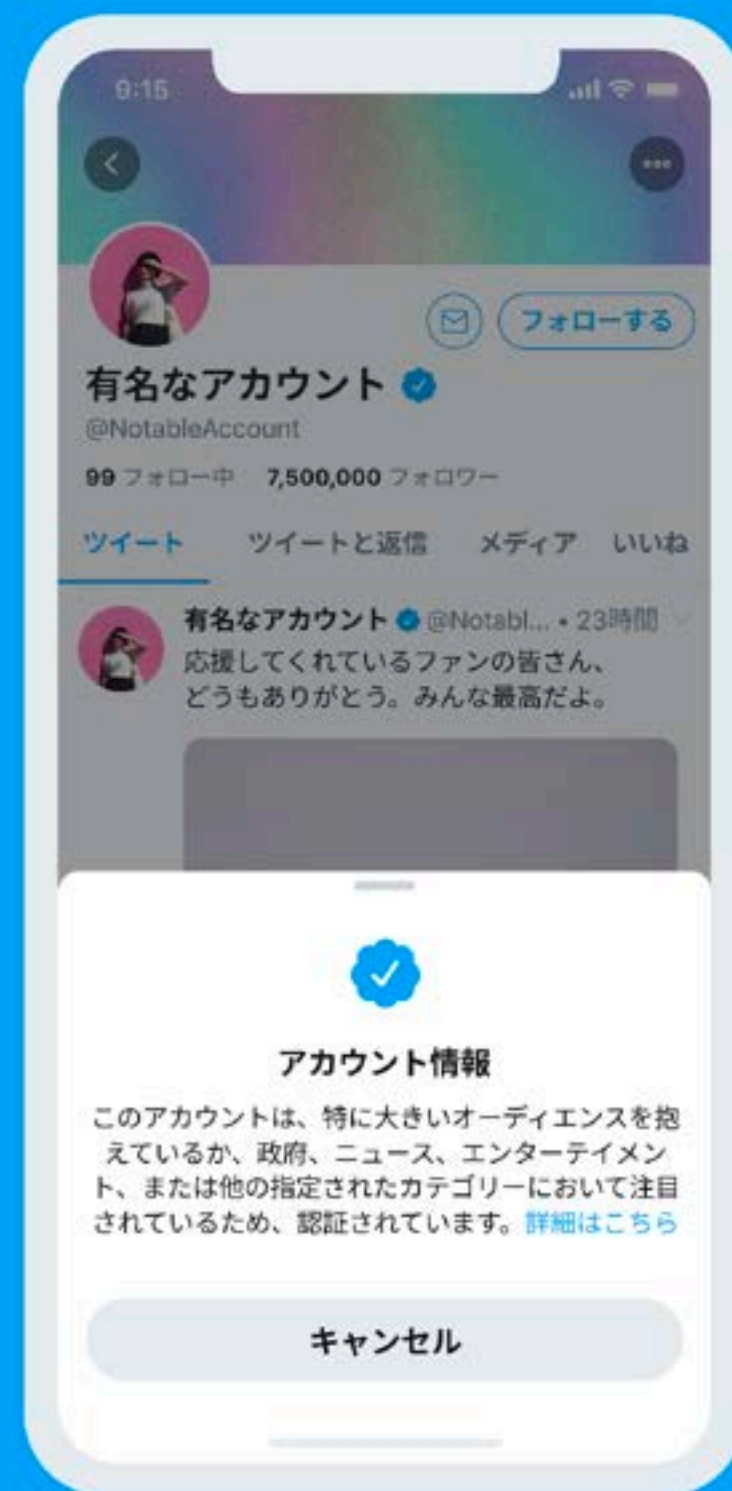 9:15
フォローする
有名なアカウント
@NotableAccount
99 フォロー中 7,500,000 フォロワー
ツイート ツイートと返信 メディア いいね
有名なアカウント @Notabl... • 23時間
応援してくれているファンの皆さん、
どうもありがとう。みんな最高だよ。
アカウント情報
このアカウントは、特に大きいオーディエンスを抱
えているか、政府、ニュース、エンターテイメン
ト、または他の指定されたカテゴリーにおいて注目
されているため、認証されています。詳細はこちら
キャンセル